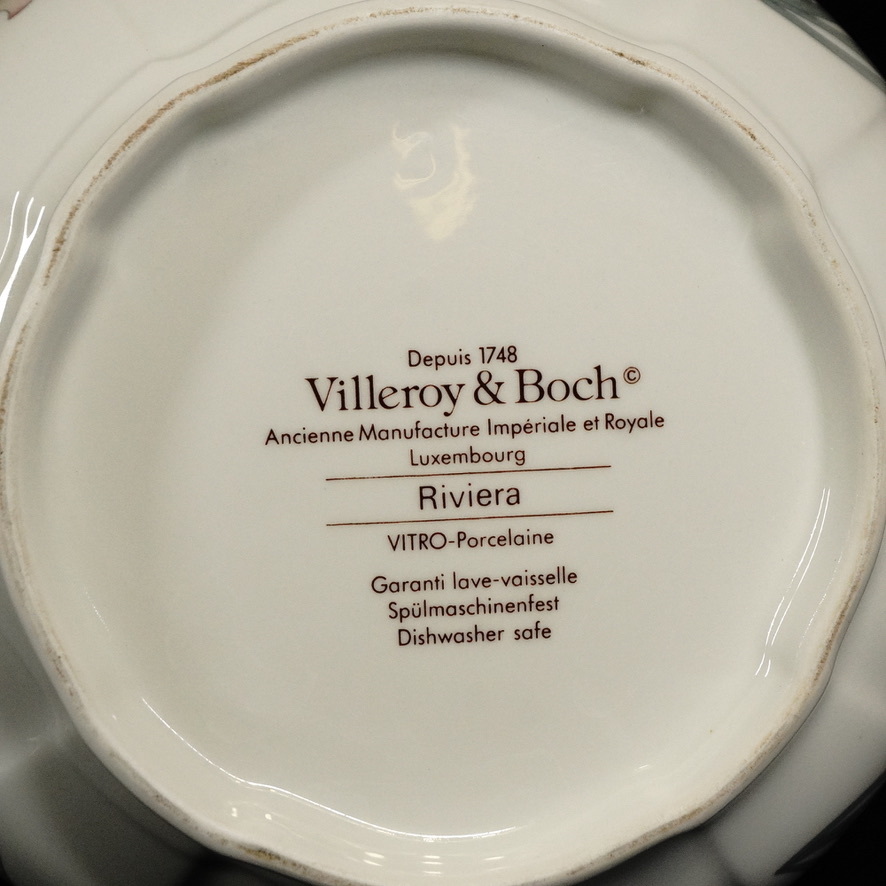 Depuis 1748
Villeroy & Boch©
Ancienne Manufacture Impériale et Royale
Luxembourg
Riviera
VITRO-Porcelaine
Garanti lave-vaisselle
Spülmaschinenfest
Dishwasher safe